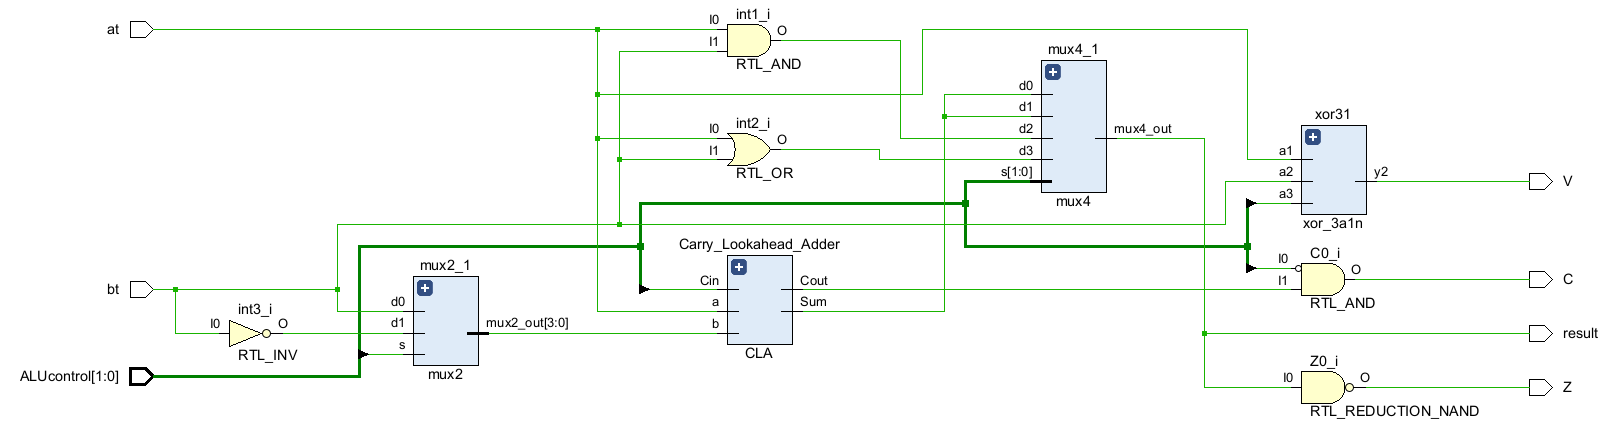 at
bt
ALUcontrol[1:0]
int3_i
I0
O
RTL_INV
mux2_1
d0
d1
s
mux2_out[3:0]
mux2
int1_i
I0
I1
O
RTL_AND
int2_i
I0
I1
O
RTL_OR
Carry_Lookahead_Adder
Cin
a
b
Cout
Sum
CLA
mux4_1
d0
d1
d2
d3
s[1:0]
mux4_out
mux4
xor31
a1
a2
a3
y2
xor_3a1n
C0_i
I0
I1
O
RTL_AND
Z0_i
I0
O
RTL_REDUCTION_NAND
V
C
result
Z